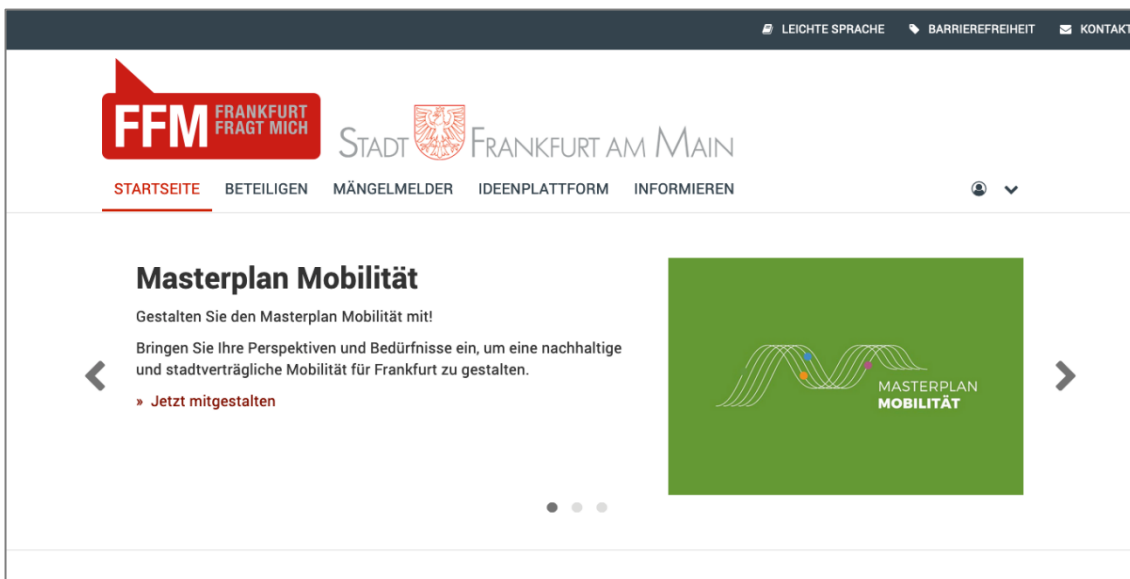 LEICHTE SPRACHE BARRIEREFREIHEIT KONTAKT
FFM FRANKFURT
FRAGT MICH
STADT FRANKFURT AM MAIN
STARTSEITE BETEILIGEN MÄNGELMELDER IDEENPLATTFORM INFORMIEREN
Masterplan Mobilität
Gestalten Sie den Masterplan Mobilität mit!
Bringen Sie Ihre Perspektiven und Bedürfnisse ein, um eine nachhaltige
und stadtverträgliche Mobilität für Frankfurt zu gestalten.
» Jetzt mitgestalten
MASTERPLAN
MOBILITÄT